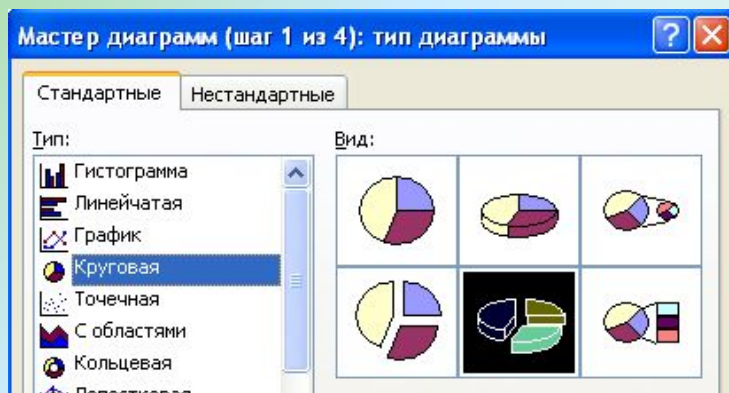 Мастер диаграмм (шаг 1 из 4): тип диаграммы
Стандартные Нестандартные
Тип: Вид:
Гистограмма
Линейчатая
График
Круговая
Точечная
С областями
Кольцевая